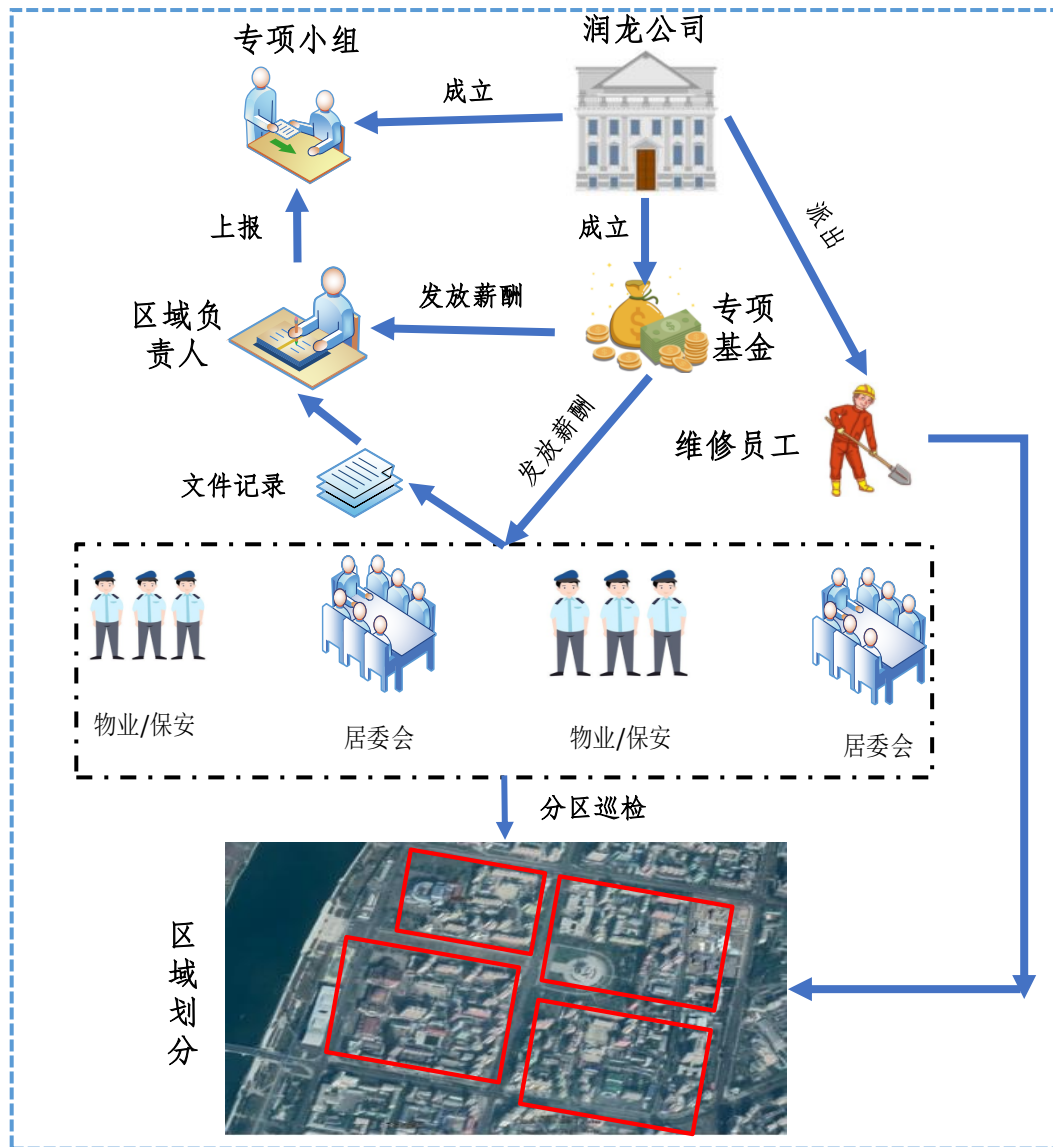 专项小组
润龙公司
成立
上报
成立
派出
区域负
责人
发放薪酬
专项
基金
发放薪酬
维修员工
文件记录
物业/保安
居委会
物业/保安
居委会
分区巡检
区
域
划
分